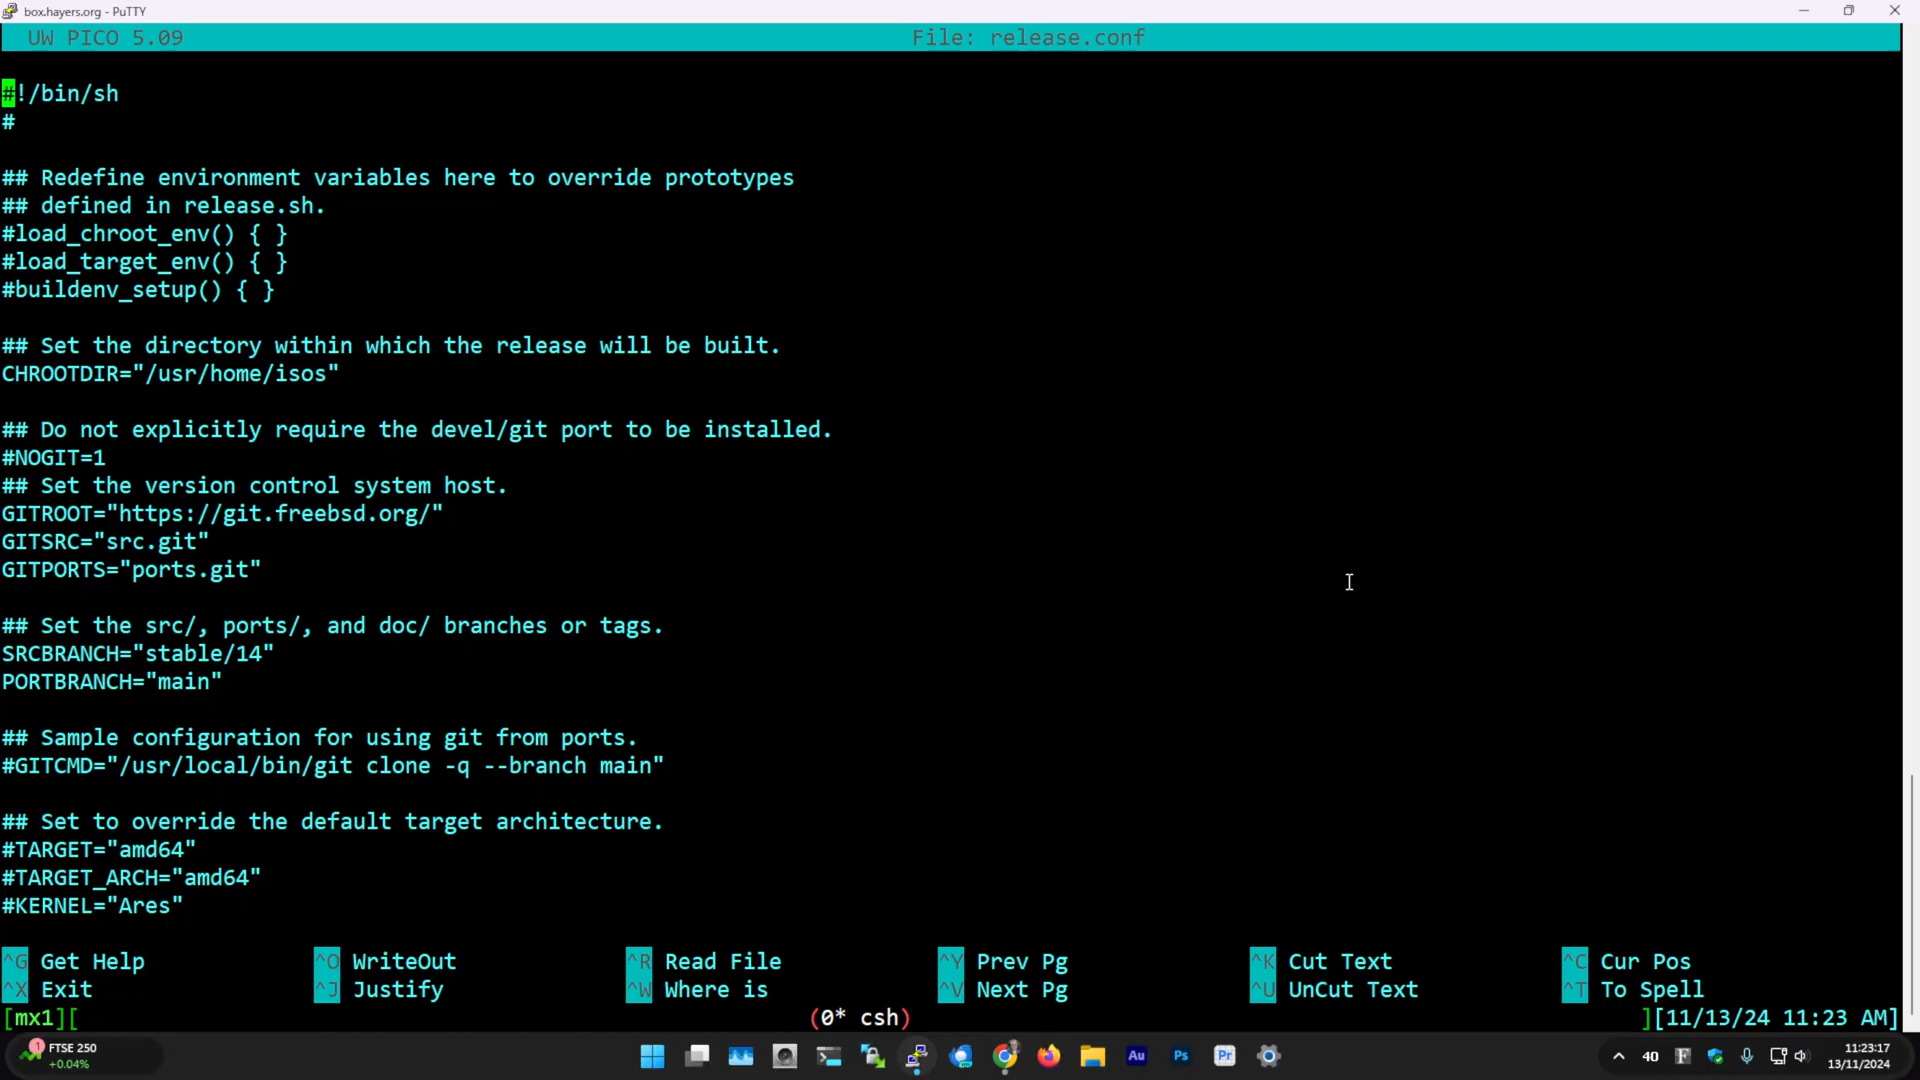 box.hayers.org - PuTTY
UW PICO 5.09 File: release.conf
#!/bin/sh
#
## Redefine environment variables here to override prototypes
## defined in release.sh.
#load_chroot_env() { }
#load_target_env() { }
#buildenv_setup() { }
## Set the directory within which the release will be built.
CHROOTDIR="/usr/home/isos"
## Do not explicitly require the devel/git port to be installed.
#NOGIT=1
## Set the version control system host.
GITROOT="https://git.freebsd.org/"
GITSRC="src.git"
GITPORTS="ports.git"
## Set the src/, ports/, and doc/ branches or tags.
SRCBRANCH="stable/14"
PORTBRANCH="main"
## Sample configuration for using git from ports.
#GITCMD="/usr/local/bin/git clone -q --branch main"
## Set to override the default target architecture.
#TARGET="amd64"
#TARGET_ARCH="amd64"
#KERNEL="Ares"
^G Get Help ^O WriteOut ^R Read File ^Y Prev Pg ^K Cut Text ^C Cur Pos
^X Exit ^J Justify ^W Where is ^V Next Pg ^U UnCut Text ^T To Spell
[mx1][ (0* csh) ][11/13/24 11:23 AM]
1 FTSE 250
+0.04%
Au Ps Pr
40
11:23:17
13/11/2024